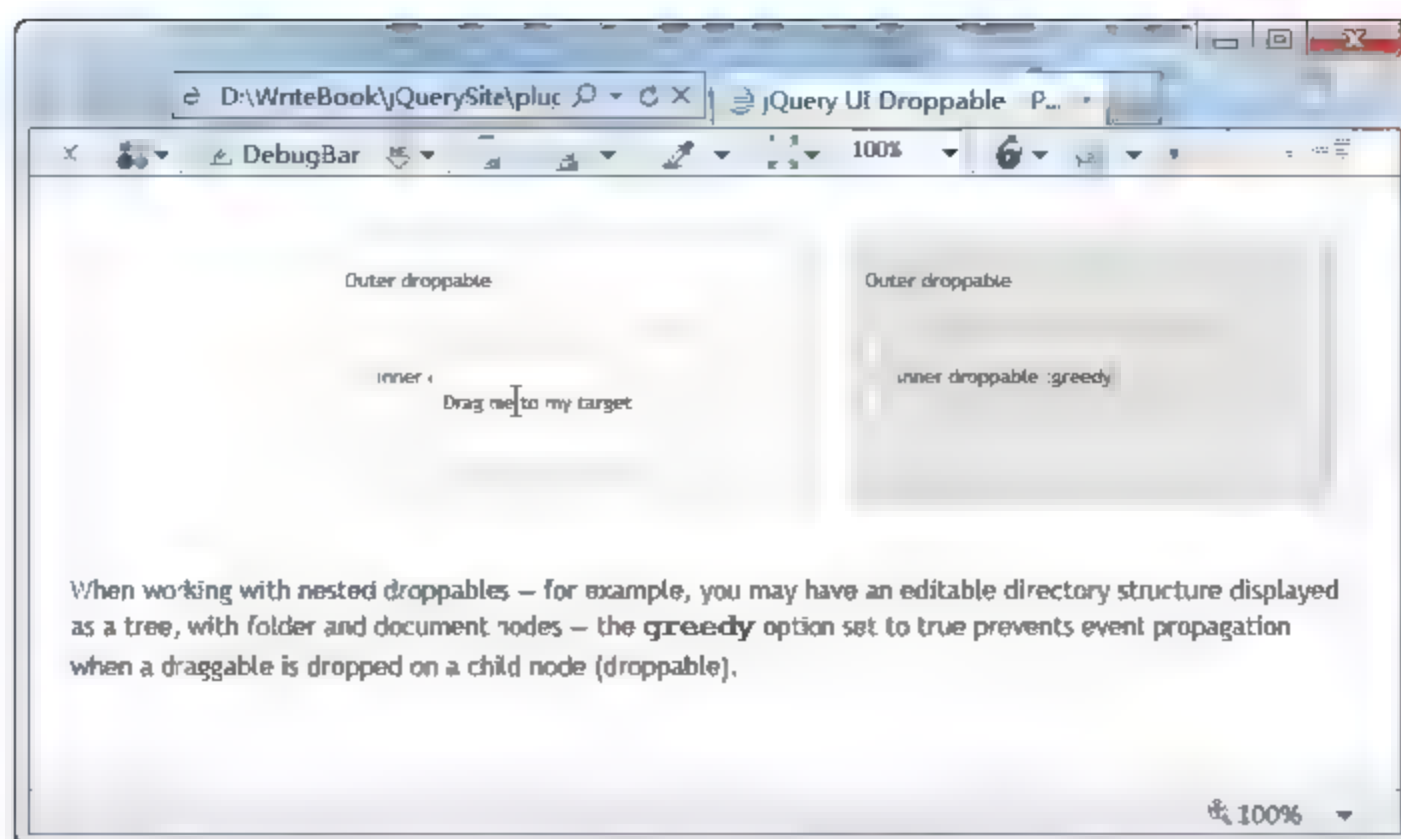 D:\WriteBook\jQuerySite\plug
jQuery UI Droppable P...
DebugBar
100%
Outer droppable
Outer droppable
Inner
Inner droppable (greedy)
Drag me to my target
When working with nested droppables – for example, you may have an editable directory structure displayed
as a tree, with folder and document nodes – the greedy option set to true prevents event propagation
when a draggable is dropped on a child node (droppable).
100%